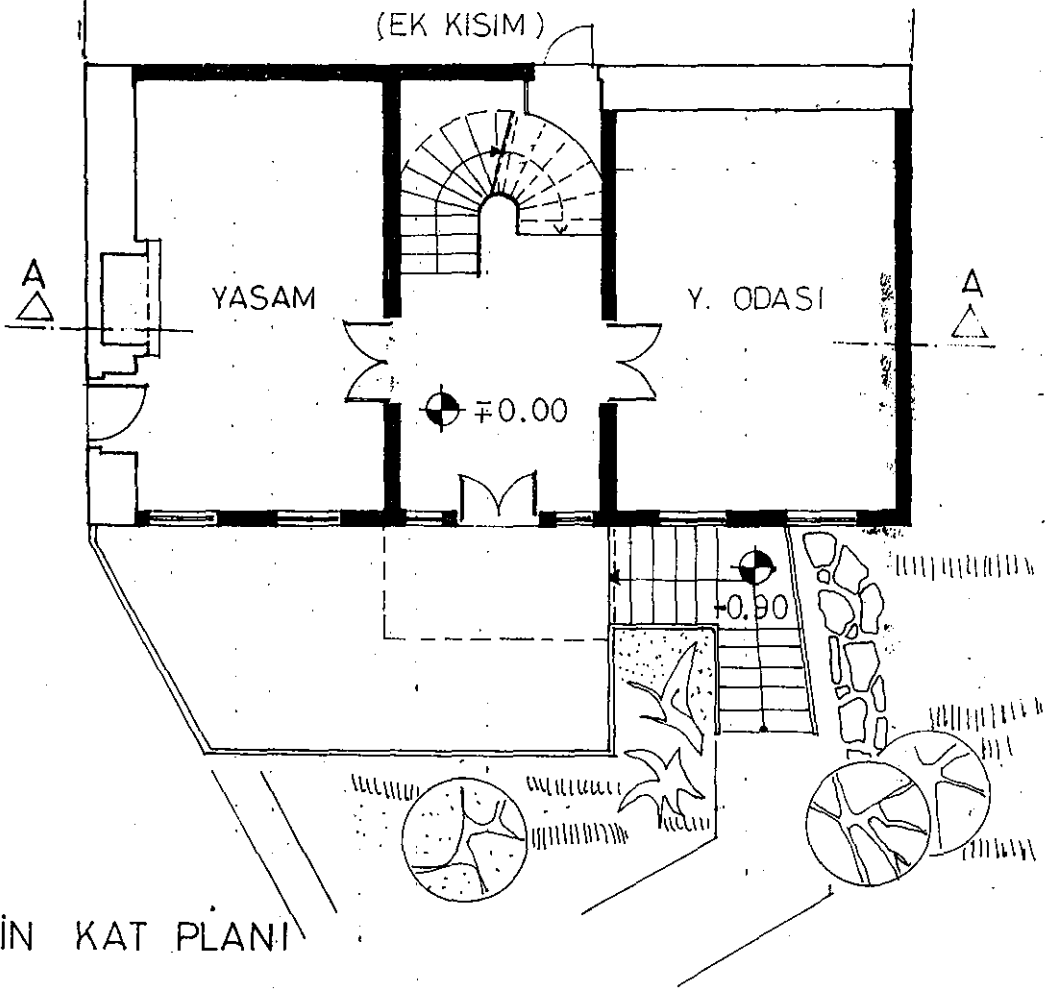 (EK KISIM)
A
YASAM
Y. ODASI
A
∓0.00
-0.90
İN KAT PLANI